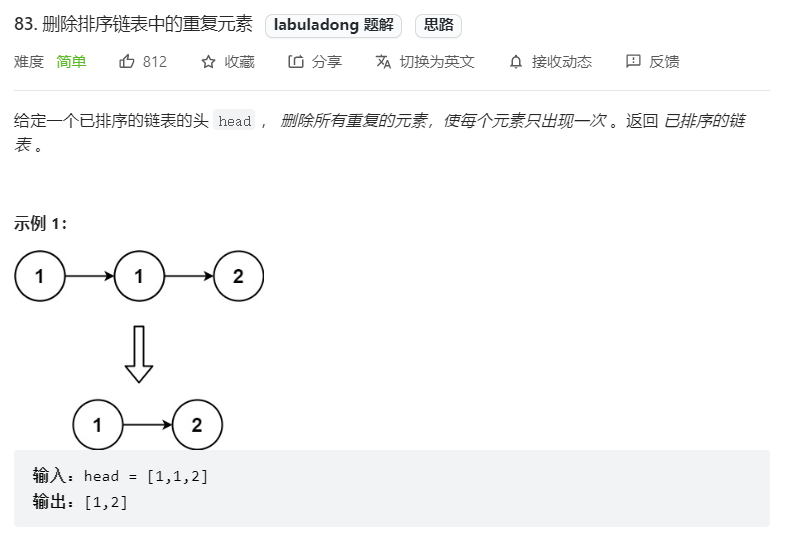 83. 删除排序链表中的重复元素 labuladong 题解 思路
难度 简单 812 收藏 分享 切换为英文 接收动态 反馈
给定一个已排序的链表的头 head ， 删除所有重复的元素，使每个元素只出现一次 。返回 已排序的链
表 。
示例 1：
1 1 2
1 2
输入：head = [1,1,2]
输出：[1,2]